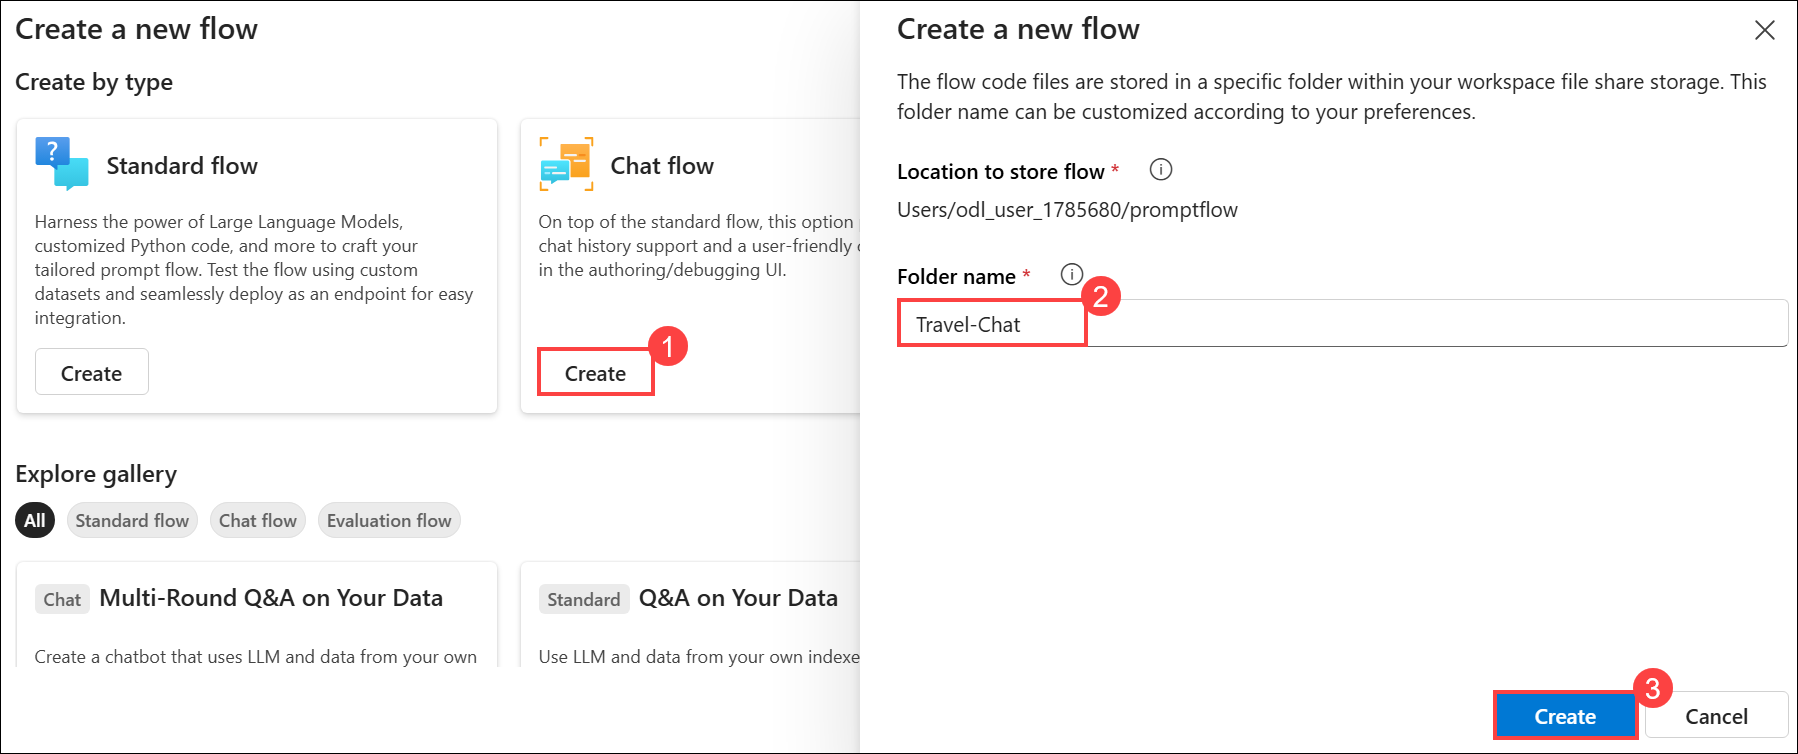 Create a new flow
Create by type
Standard flow
Harness the power of Large Language Models,
customized Python code, and more to craft your
tailored prompt flow. Test the flow using custom
datasets and seamlessly deploy as an endpoint for easy
integration.
Create
Chat flow
On top of the standard flow, this option
chat history support and a user-friendly
in the authoring/debugging UI.
Create
1
Explore gallery
All
Standard flow
Chat flow
Evaluation flow
Chat
Multi-Round Q&A on Your Data
Create a chatbot that uses LLM and data from your own
Standard
Q&A on Your Data
Use LLM and data from your own indexe
Create a new flow
The flow code files are stored in a specific folder within your workspace file share storage. This
folder name can be customized according to your preferences.
Location to store flow *
Users/odl_user_1785680/promptflow
Folder name *
2
Travel-Chat
3
Create
Cancel